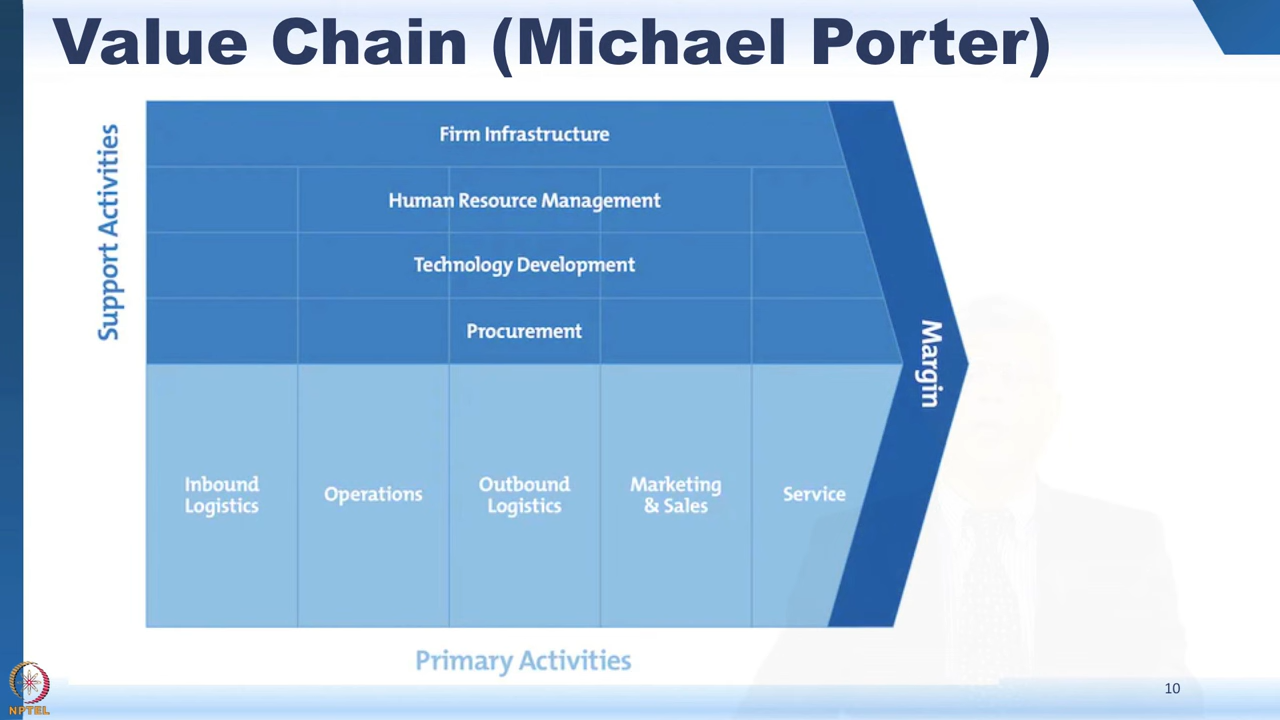 Value Chain (Michael Porter)
Support Activities
Firm Infrastructure
Human Resource Management
Technology Development
Procurement
Margin
Inbound
Logistics
Operations
Outbound
Logistics
Marketing
& Sales
Service
Primary Activities
10
NPTEL